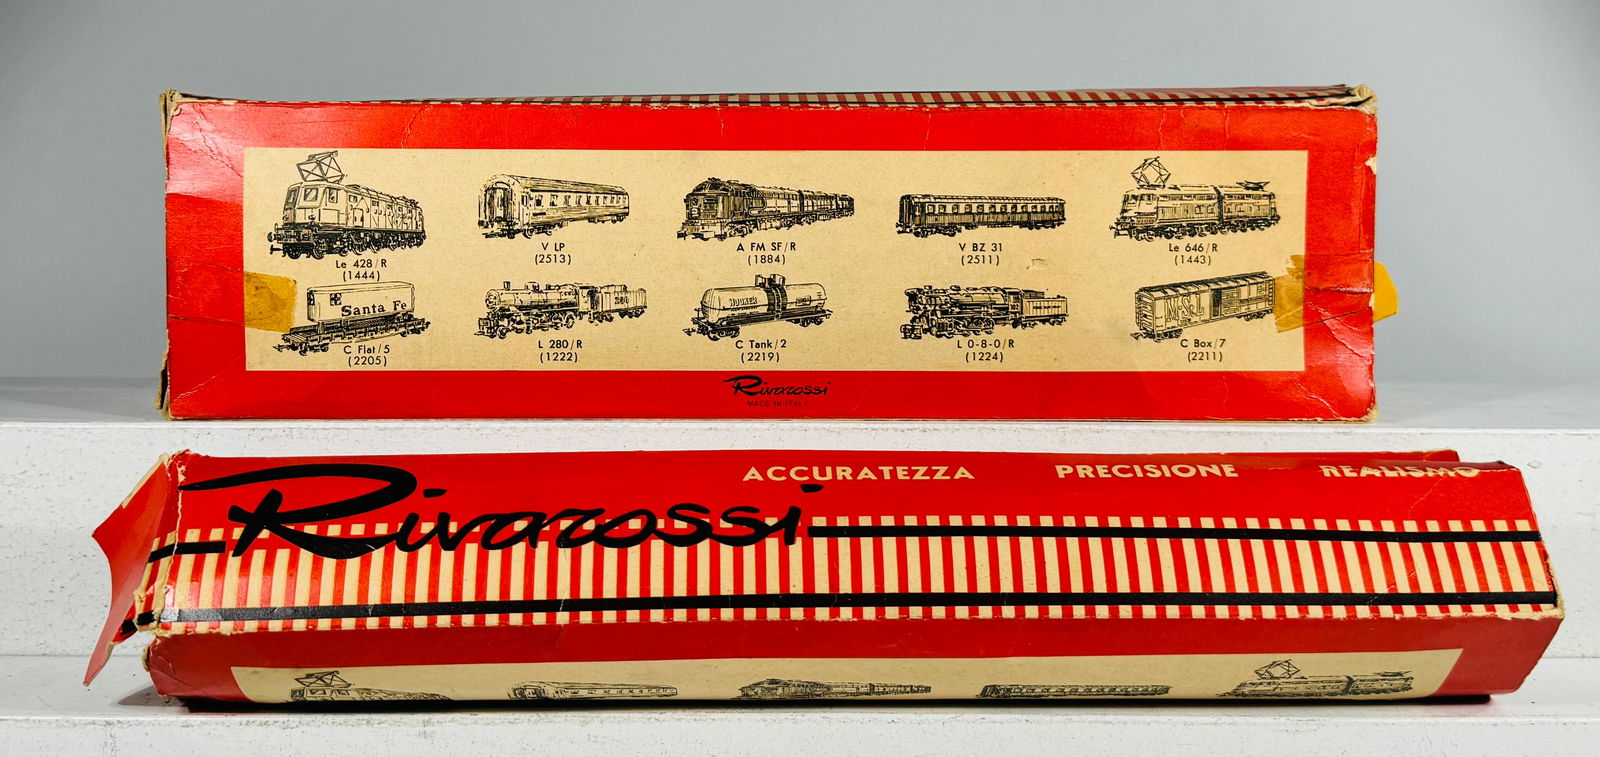 Le 428/R
(1444)
V LP
(2513)
A FM SF/R
(1884)
V BZ 31
(2511)
Le 646/R
(1443)
Santa Fe
C Flat/5
(2205)
L 280/R
(1222)
HOOKER
C Tank/2
(2219)
L 0-8-0/R
(1224)
M-StL
C Box/7
(2211)
Rivarossi
MADE IN ITALY
ACCURATEZZA PRECISIONE REALISMO
Rivarossi